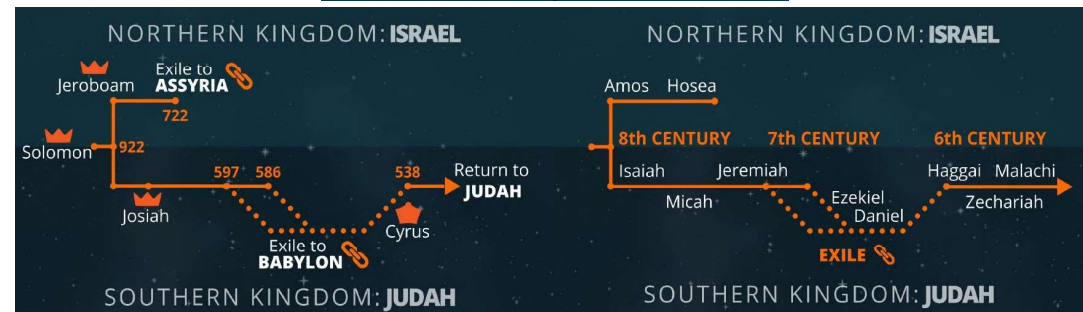 NORTHERN KINGDOM: ISRAEL
Jeroboam
Exile to
ASSYRIA
722
Solomon
922
597
586
538
Return to
JUDAH
Josiah
Cyrus
Exile to
BABYLON
SOUTHERN KINGDOM: JUDAH
NORTHERN KINGDOM: ISRAEL
Amos Hosea
8th CENTURY 7th CENTURY 6th CENTURY
Isaiah Jeremiah Haggai Malachi
Micah Ezekiel Zechariah
Daniel
EXILE
SOUTHERN KINGDOM: JUDAH